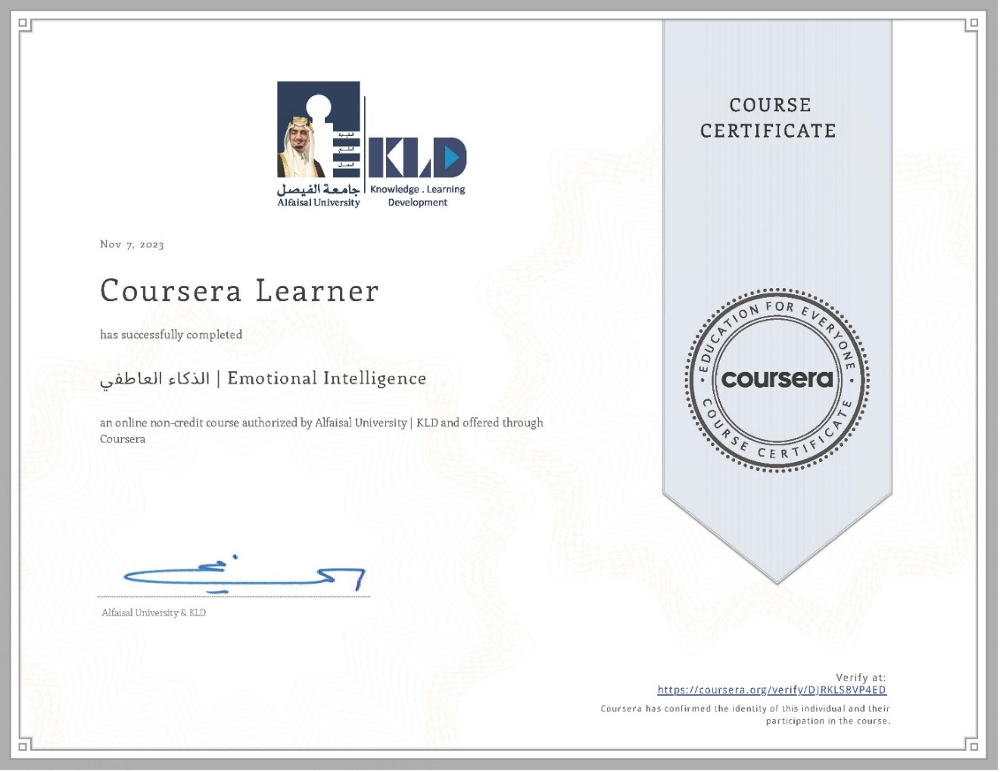 COURSE
CERTIFICATE
العقيدة
العلم
العمل
جامعة الفيصل
Alfaisal University
KLD
Knowledge . Learning
Development
Nov 7, 2023
Coursera Learner
has successfully completed
الذكاء العاطفي | Emotional Intelligence
an online non-credit course authorized by Alfaisal University | KLD and offered through
Coursera
EDUCATION FOR EVERYONE
coursera
COURSE CERTIFICATE
Alfaisal University & KLD
Verify at:
https://coursera.org/verify/DJRKLS8VP4ED
Coursera has confirmed the identity of this individual and their
participation in the course.